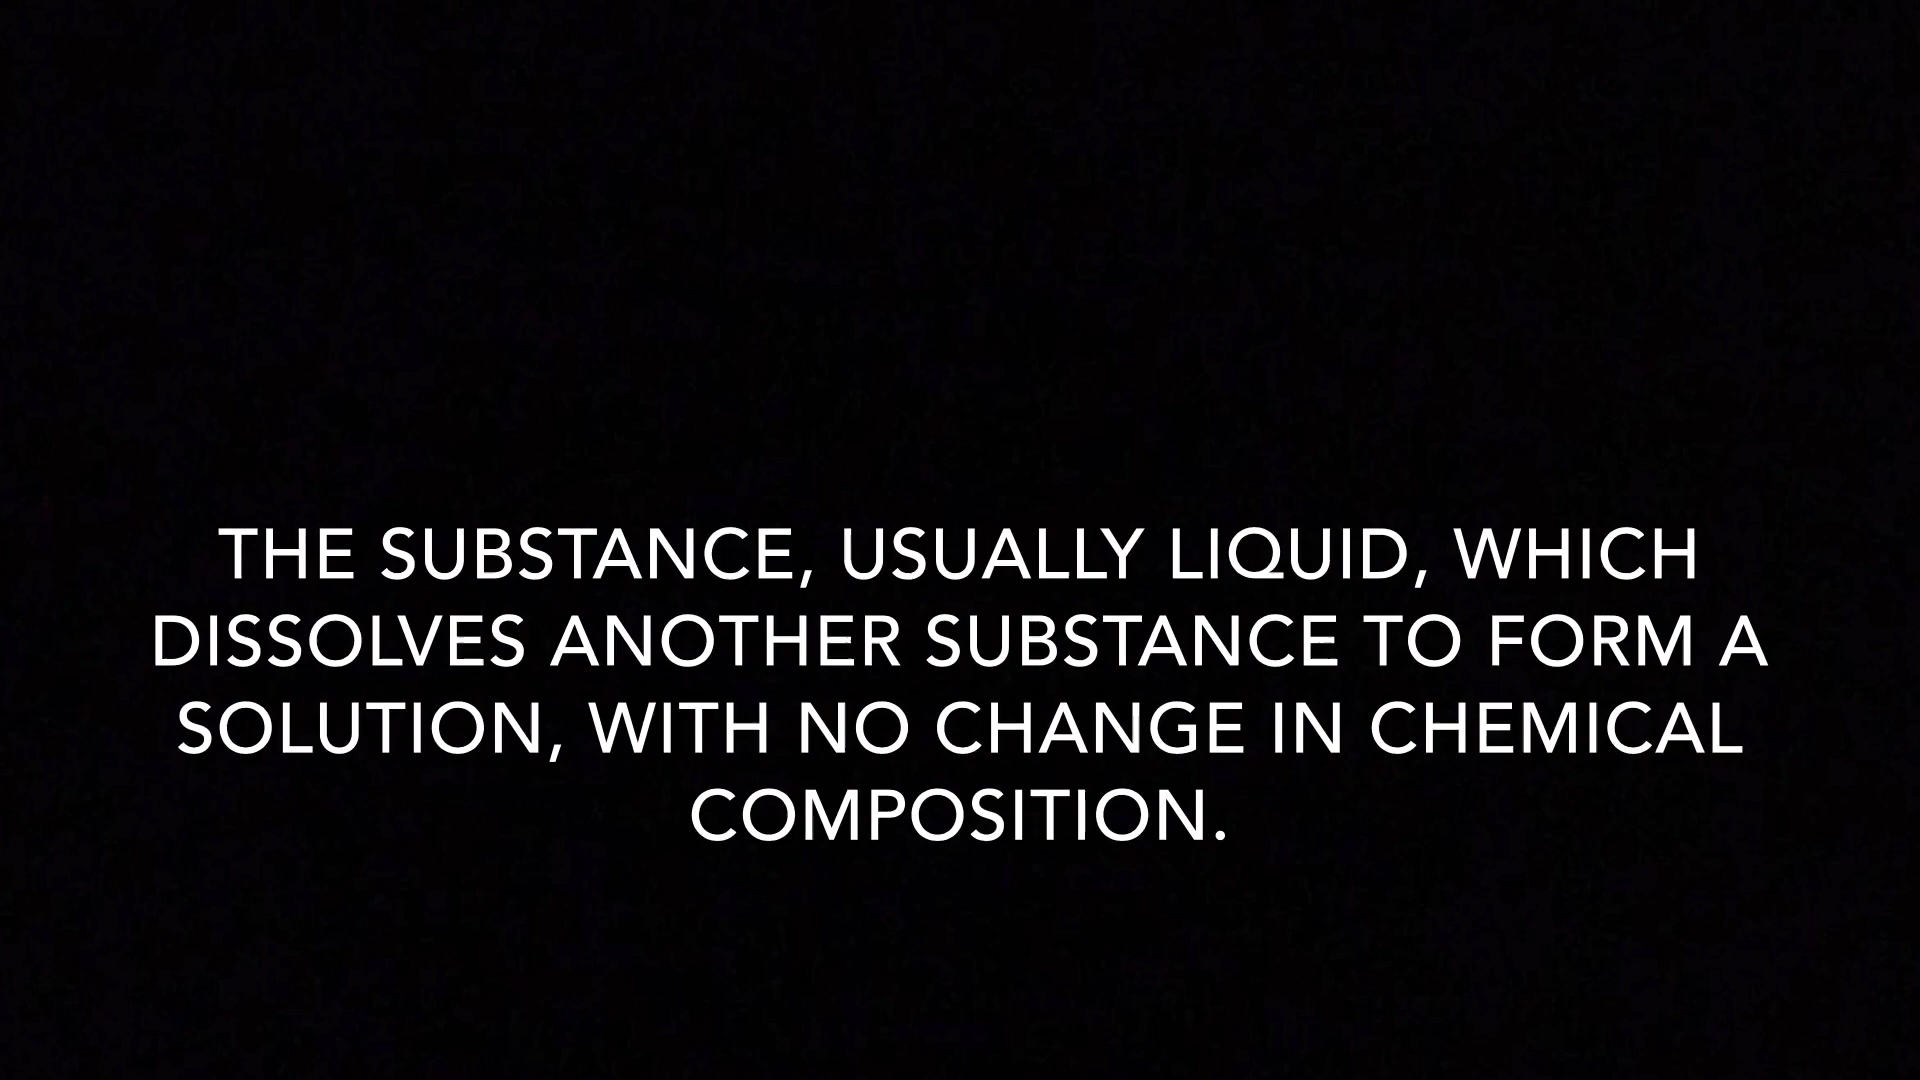 THE SUBSTANCE, USUALLY LIQUID, WHICH
DISSOLVES ANOTHER SUBSTANCE TO FORM A
SOLUTION, WITH NO CHANGE IN CHEMICAL
COMPOSITION.